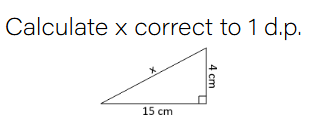 Calculate x correct to 1 d.p.
x
4 cm
15 cm